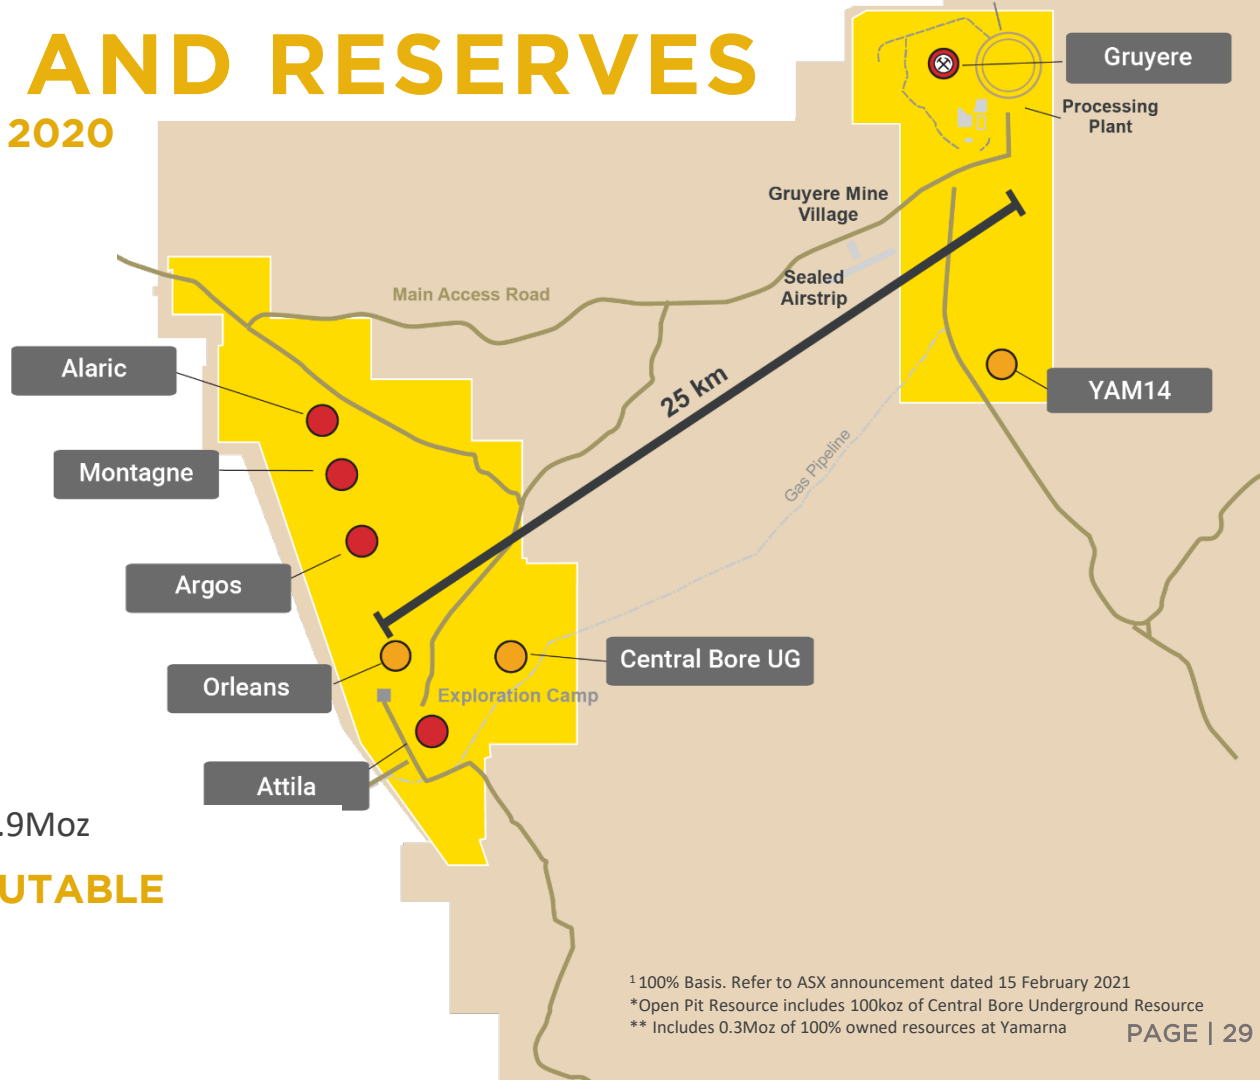 AND RESERVES
2020
Gruyere
Processing
Plant
Gruyere Mine
Village
Sealed
Airstrip
Main Access Road
Alaric
25 km
YAM14
Montagne
Gas Pipeline
Argos
Central Bore UG
Orleans
Exploration Camp
Attila
.9Moz
UTABLE
¹ 100% Basis. Refer to ASX announcement dated 15 February 2021
*Open Pit Resource includes 100koz of Central Bore Underground Resource
** Includes 0.3Moz of 100% owned resources at Yamarna
PAGE | 29